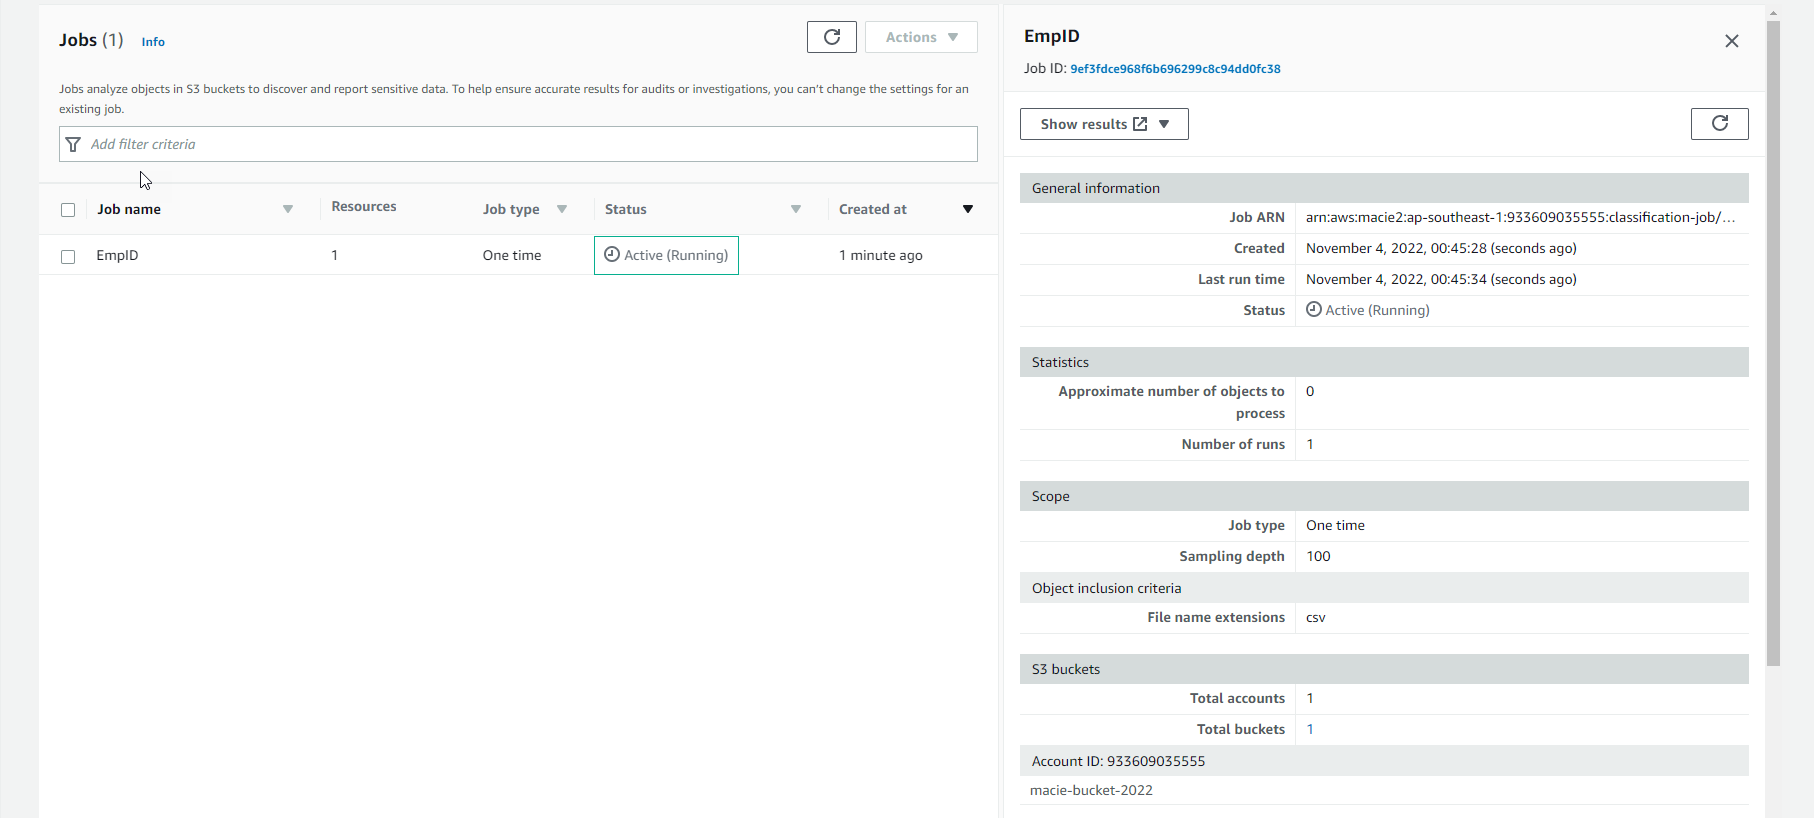 Jobs (1) Info
Actions
Jobs analyze objects in S3 buckets to discover and report sensitive data. To help ensure accurate results for audits or investigations, you can't change the settings for an
existing job.
Add filter criteria
Job name Resources Job type Status Created at
EmpID 1 One time Active (Running) 1 minute ago
EmpID
Job ID: 9ef3fdce968f6b696299c8c94dd0fc38
Show results
General information
Job ARN arn:aws:macie2:ap-southeast-1:933609035555:classification-job/...
Created November 4, 2022, 00:45:28 (seconds ago)
Last run time November 4, 2022, 00:45:34 (seconds ago)
Status Active (Running)
Statistics
Approximate number of objects to 0
process
Number of runs 1
Scope
Job type One time
Sampling depth 100
Object inclusion criteria
File name extensions csv
S3 buckets
Total accounts 1
Total buckets 1
Account ID: 933609035555
macie-bucket-2022